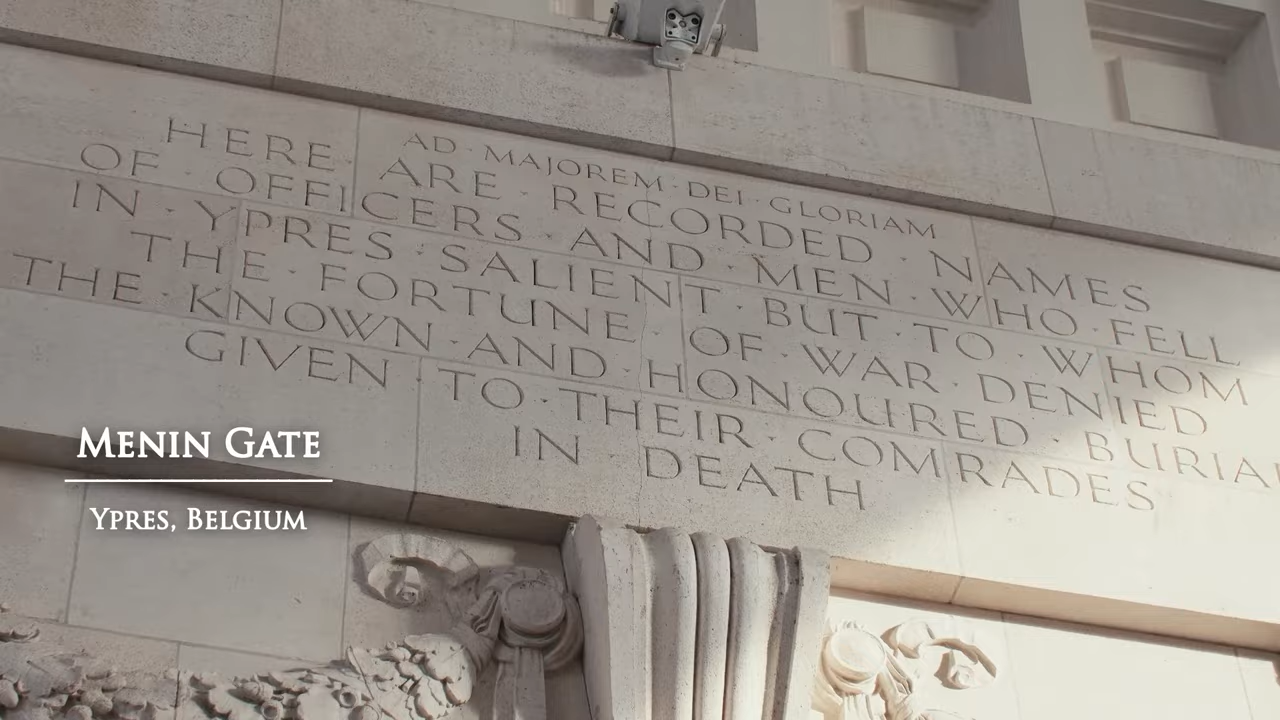 AD · MAJOREM · DEI · GLORIAM
HERE · ARE · RECORDED · NAMES
OF · OFFICERS · AND · MEN · WHO · FELL
IN · YPRES · SALIENT · BUT · TO · WHOM
THE · FORTUNE · OF · WAR · DENIED
THE · KNOWN · AND · HONOURED · BURIAL
GIVEN · TO · THEIR · COMRADES
IN · DEATH
MENIN GATE
YPRES, BELGIUM